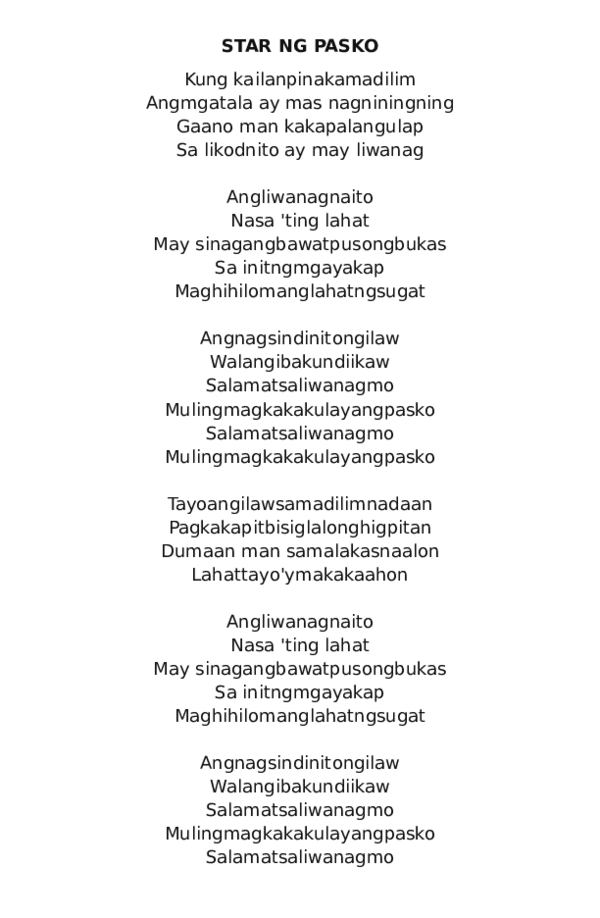 STAR NG PASKO
Kung kailanpinakamadilim
Angmgatala ay mas nagniningning
Gaano man kakapalangulap
Sa likodnito ay may liwanag
Angliwanagnaito
Nasa 'ting lahat
May sinagangbawatpusongbukas
Sa initngmgayakap
Maghihilomanglahatngsugat
Angnagsindinitongilaw
Walangibakundiikaw
Salamatsaliwanagmo
Mulingmagkakakulayangpasko
Salamatsaliwanagmo
Mulingmagkakakulayangpasko
Tayoangilawsamadilimnadaan
Pagkakapitbisiglalonghigpitan
Dumaan man samalakasnaalon
Lahattayo'ymakakaahon
Angliwanagnaito
Nasa 'ting lahat
May sinagangbawatpusongbukas
Sa initngmgayakap
Maghihilomanglahatngsugat
Angnagsindinitongilaw
Walangibakundiikaw
Salamatsaliwanagmo
Mulingmagkakakulayangpasko
Salamatsaliwanagmo